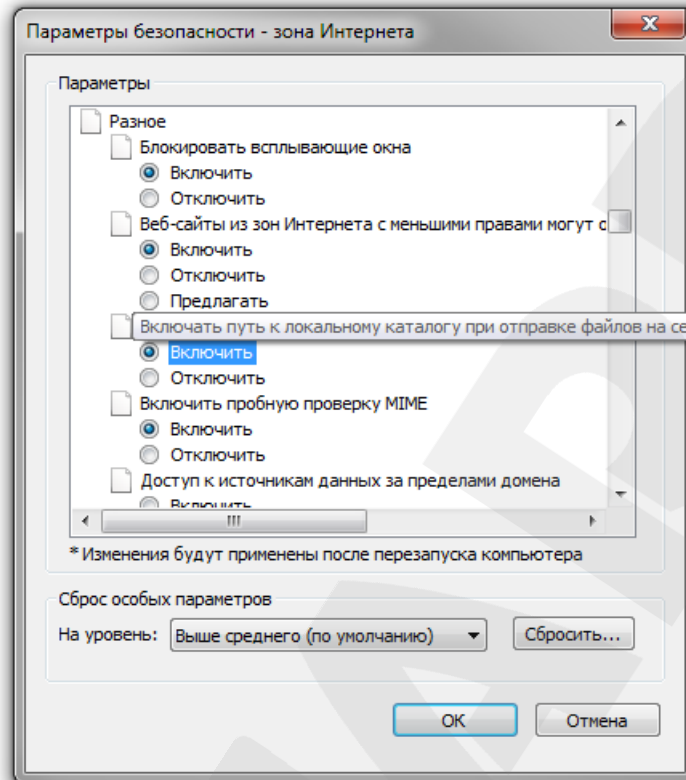 Параметры безопасности - зона Интернета
Параметры
Разное
Блокировать всплывающие окна
Включить
Отключить
Веб-сайты из зон Интернета с меньшими правами могут о
Включить
Отключить
Предлагать
Включать путь к локальному каталогу при отправке файлов на се
Включить
Отключить
Включить пробную проверку MIME
Включить
Отключить
Доступ к источникам данных за пределами домена
Включить
* Изменения будут применены после перезапуска компьютера
Сброс особых параметров
На уровень: Выше среднего (по умолчанию) Сбросить...
ОК Отмена